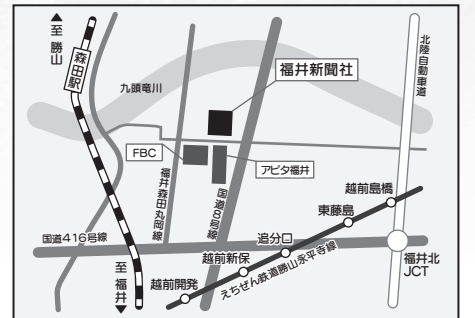 ▲至 勝山
森田駅
九頭竜川
北陸自動車道
福井新聞社
FBC
アピタ福井
福井森田丸岡線
国道8号線
越前島橋
東藤島
国道416号線
追分口
越前新保
えちぜん鉄道勝山永平寺線
福井北
JCT
至 福井▼
越前開発